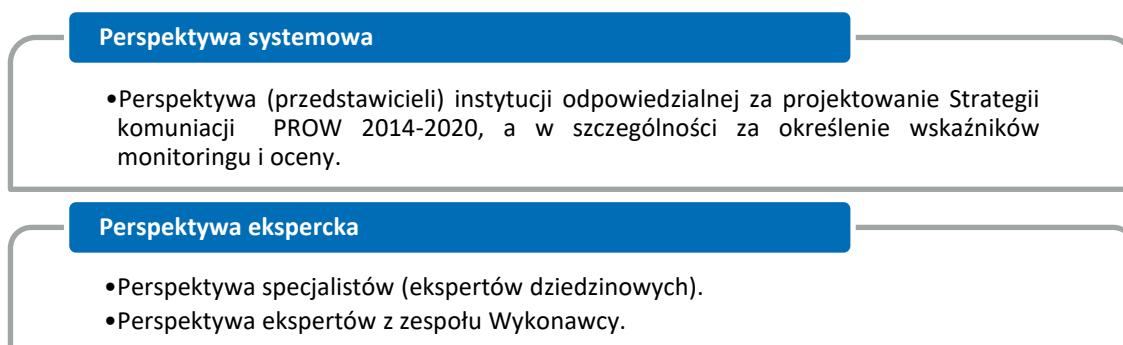 Perspektywa systemowa
•Perspektywa (przedstawicieli) instytucji odpowiedzialnej za projektowanie Strategii
komuniacji PROW 2014-2020, a w szczególności za określenie wskaźników
monitoringu i oceny.
Perspektywa ekspercka
•Perspektywa specjalistów (ekspertów dziedzinowych).
•Perspektywa ekspertów z zespołu Wykonawcy.